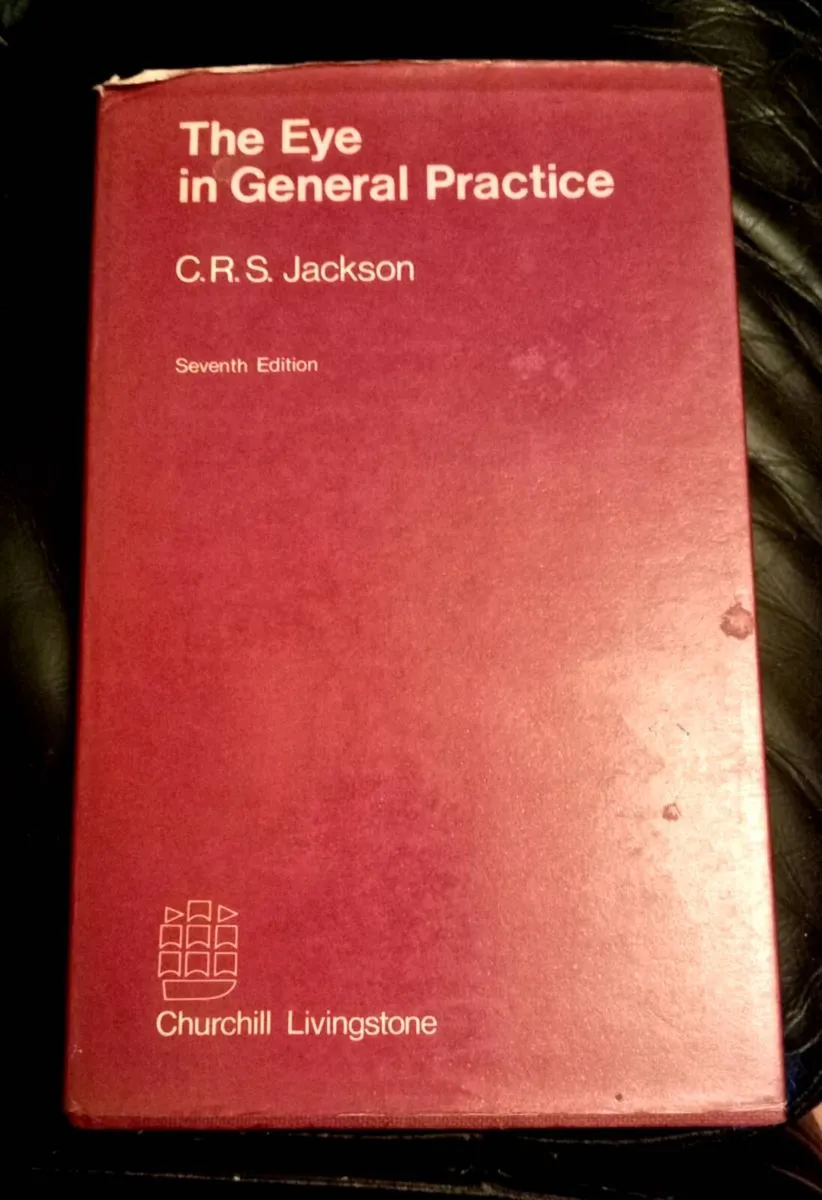 The Eye
in General Practice
C.R.S. Jackson
Seventh Edition
Churchill Livingstone